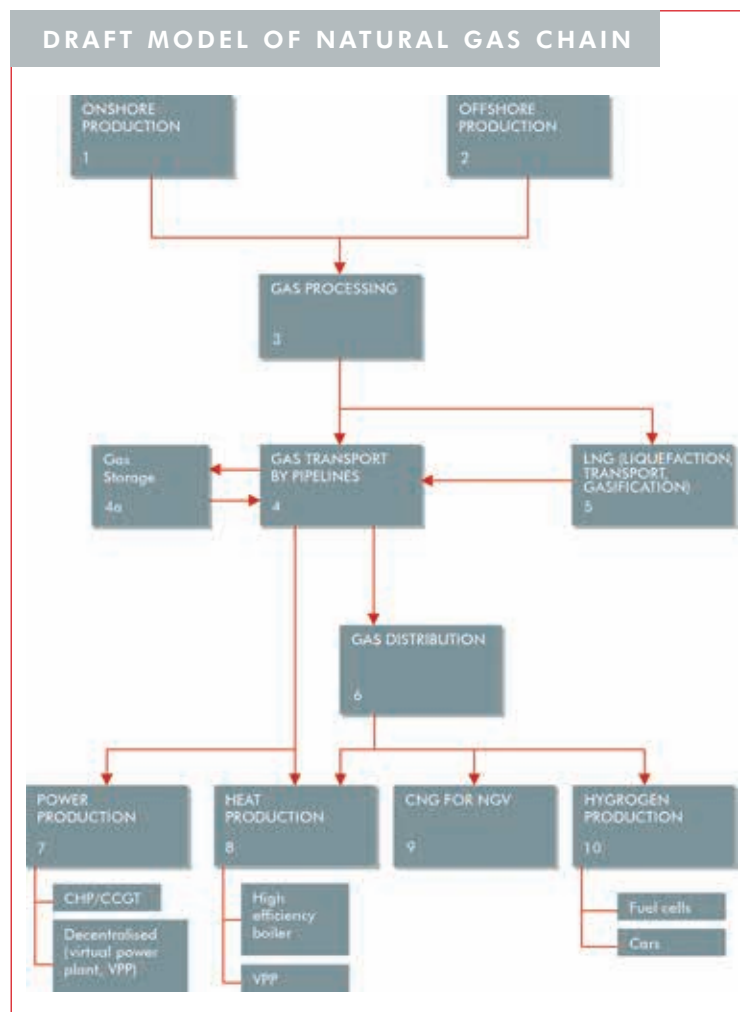 DRAFT MODEL OF NATURAL GAS CHAIN
ONSHORE
PRODUCTION
1
OFFSHORE
PRODUCTION
2
GAS PROCESSING
3
Gas
Storage
4a
GAS TRANSPORT
BY PIPELINES
4
LNG (LIQUEFACTION,
TRANSPORT,
GASIFICATION)
5
GAS DISTRIBUTION
6
POWER
PRODUCTION
7
HEAT
PRODUCTION
8
CNG FOR NGV
9
HYGROGEN
PRODUCTION
10
CHP/CCGT
Decentralised
(virtual power
plant, VPP)
High
efficiency
boiler
VPP
Fuel cells
Cars